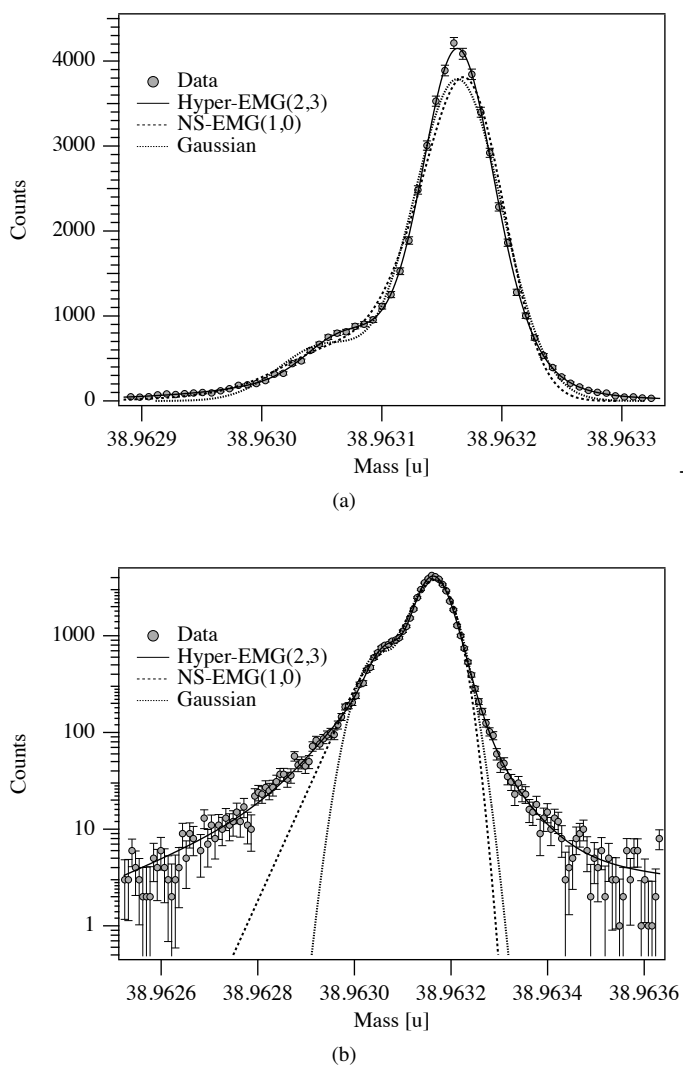 4000
3000
2000
1000
0
Counts
Data
Hyper-EMG(2,3)
NS-EMG(1,0)
Gaussian
38.9629 38.9630 38.9631 38.9632 38.9633
Mass [u]
(a)
1000
100
10
1
Counts
Data
Hyper-EMG(2,3)
NS-EMG(1,0)
Gaussian
38.9626 38.9628 38.9630 38.9632 38.9634 38.9636
Mass [u]
(b)